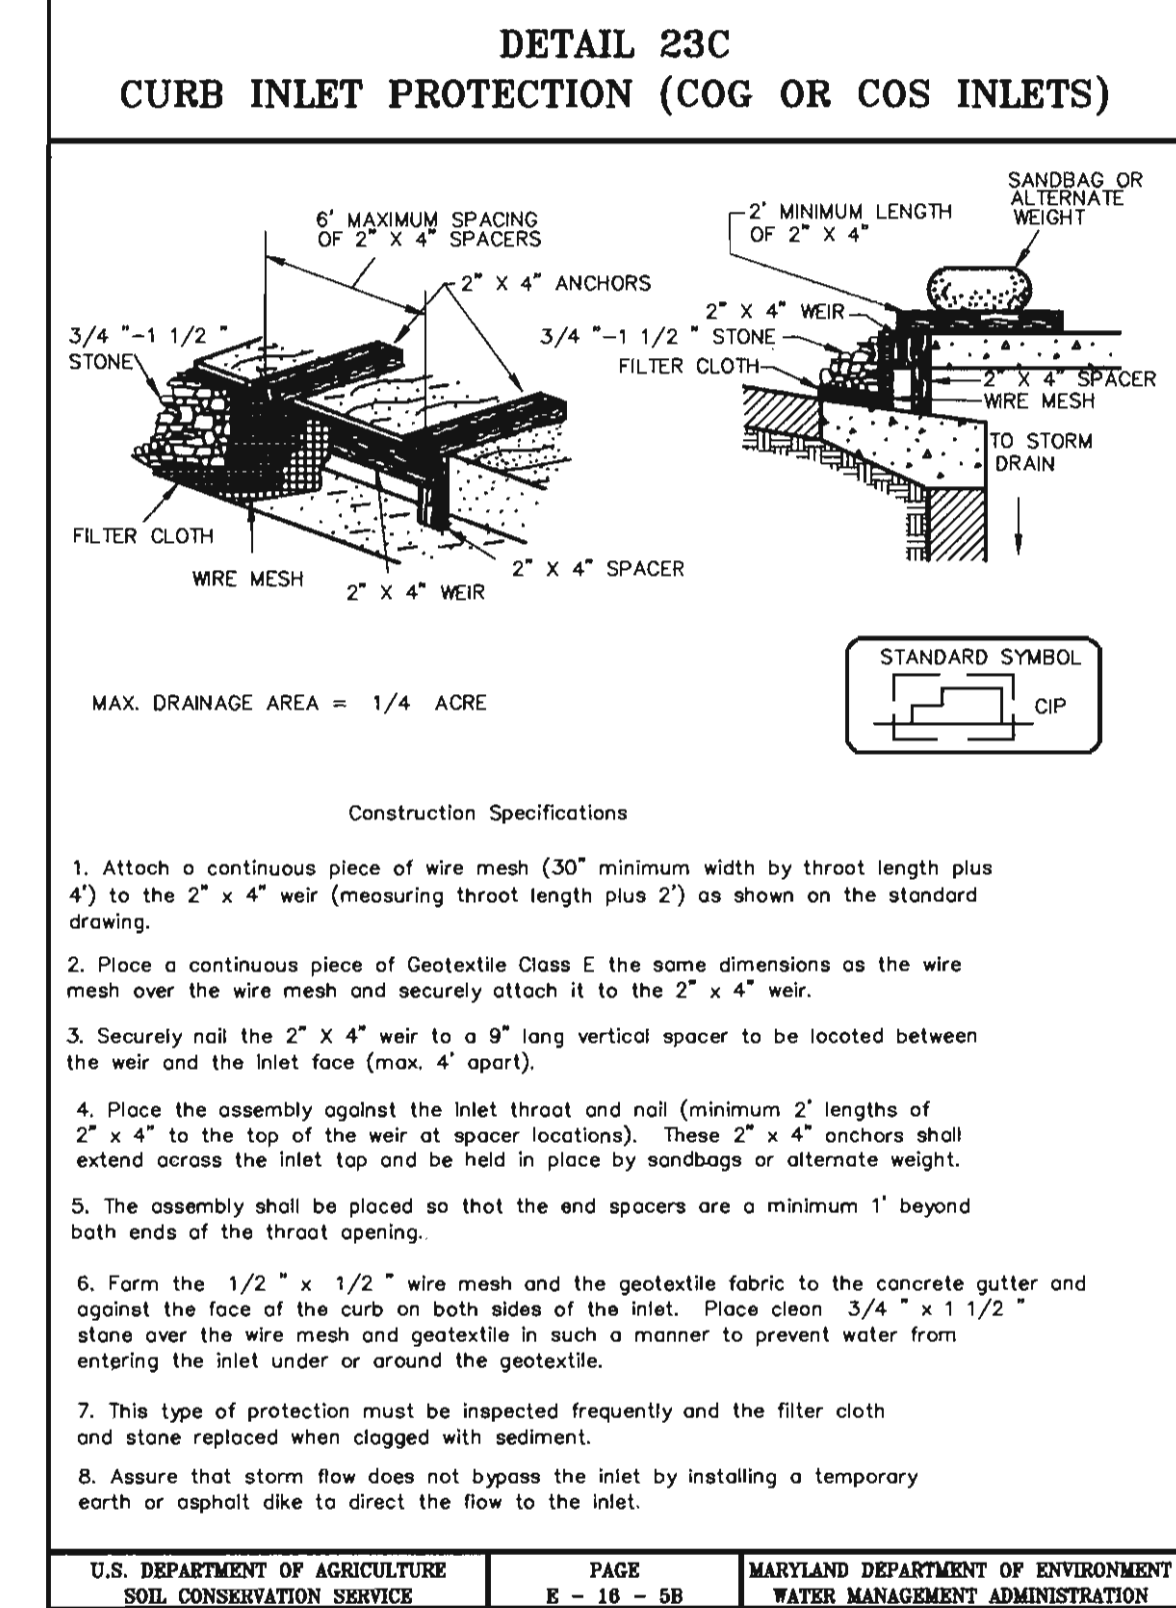 DETAIL 23C
CURB INLET PROTECTION (COG OR COS INLETS)
6' MAXIMUM SPACING
OF 2" X 4" SPACERS
2" X 4" ANCHORS
3/4 "-1 1/2 "
STONE
FILTER CLOTH
WIRE MESH
2" X 4" WEIR
2" X 4" SPACER
SANDBAG OR
ALTERNATE
WEIGHT
2' MINIMUM LENGTH
OF 2" X 4"
2" X 4" WEIR
3/4 "-1 1/2 " STONE
FILTER CLOTH
2" X 4" SPACER
WIRE MESH
TO STORM
DRAIN
MAX. DRAINAGE AREA = 1/4 ACRE
STANDARD SYMBOL
CIP
Construction Specifications
1. Attach a continuous piece of wire mesh (30" minimum width by throat length plus
4') to the 2" x 4" weir (measuring throat length plus 2') as shown on the standard
drawing.
2. Place a continuous piece of Geotextile Class E the same dimensions as the wire
mesh over the wire mesh and securely attach it to the 2" x 4" weir.
3. Securely nail the 2" X 4" weir to a 9" long vertical spacer to be located between
the weir and the inlet face (max. 4' apart).
4. Place the assembly against the inlet throat and nail (minimum 2' lengths of
2" x 4" to the top of the weir at spacer locations). These 2" x 4" anchors shall
extend across the inlet top and be held in place by sandbags or alternate weight.
5. The assembly shall be placed so that the end spacers are a minimum 1' beyond
both ends of the throat opening.
6. Form the 1/2 " x 1/2 " wire mesh and the geotextile fabric to the concrete gutter and
against the face of the curb on both sides of the inlet. Place clean 3/4 " x 1 1/2 "
stone over the wire mesh and geotextile in such a manner to prevent water from
entering the inlet under or around the geotextile.
7. This type of protection must be inspected frequently and the filter cloth
and stone replaced when clogged with sediment.
8. Assure that storm flow does not bypass the inlet by installing a temporary
earth or asphalt dike to direct the flow to the inlet.
U.S. DEPARTMENT OF AGRICULTURE
SOIL CONSERVATION SERVICE
PAGE
E - 16 - 5B
MARYLAND DEPARTMENT OF ENVIRONMENT
WATER MANAGEMENT ADMINISTRATION